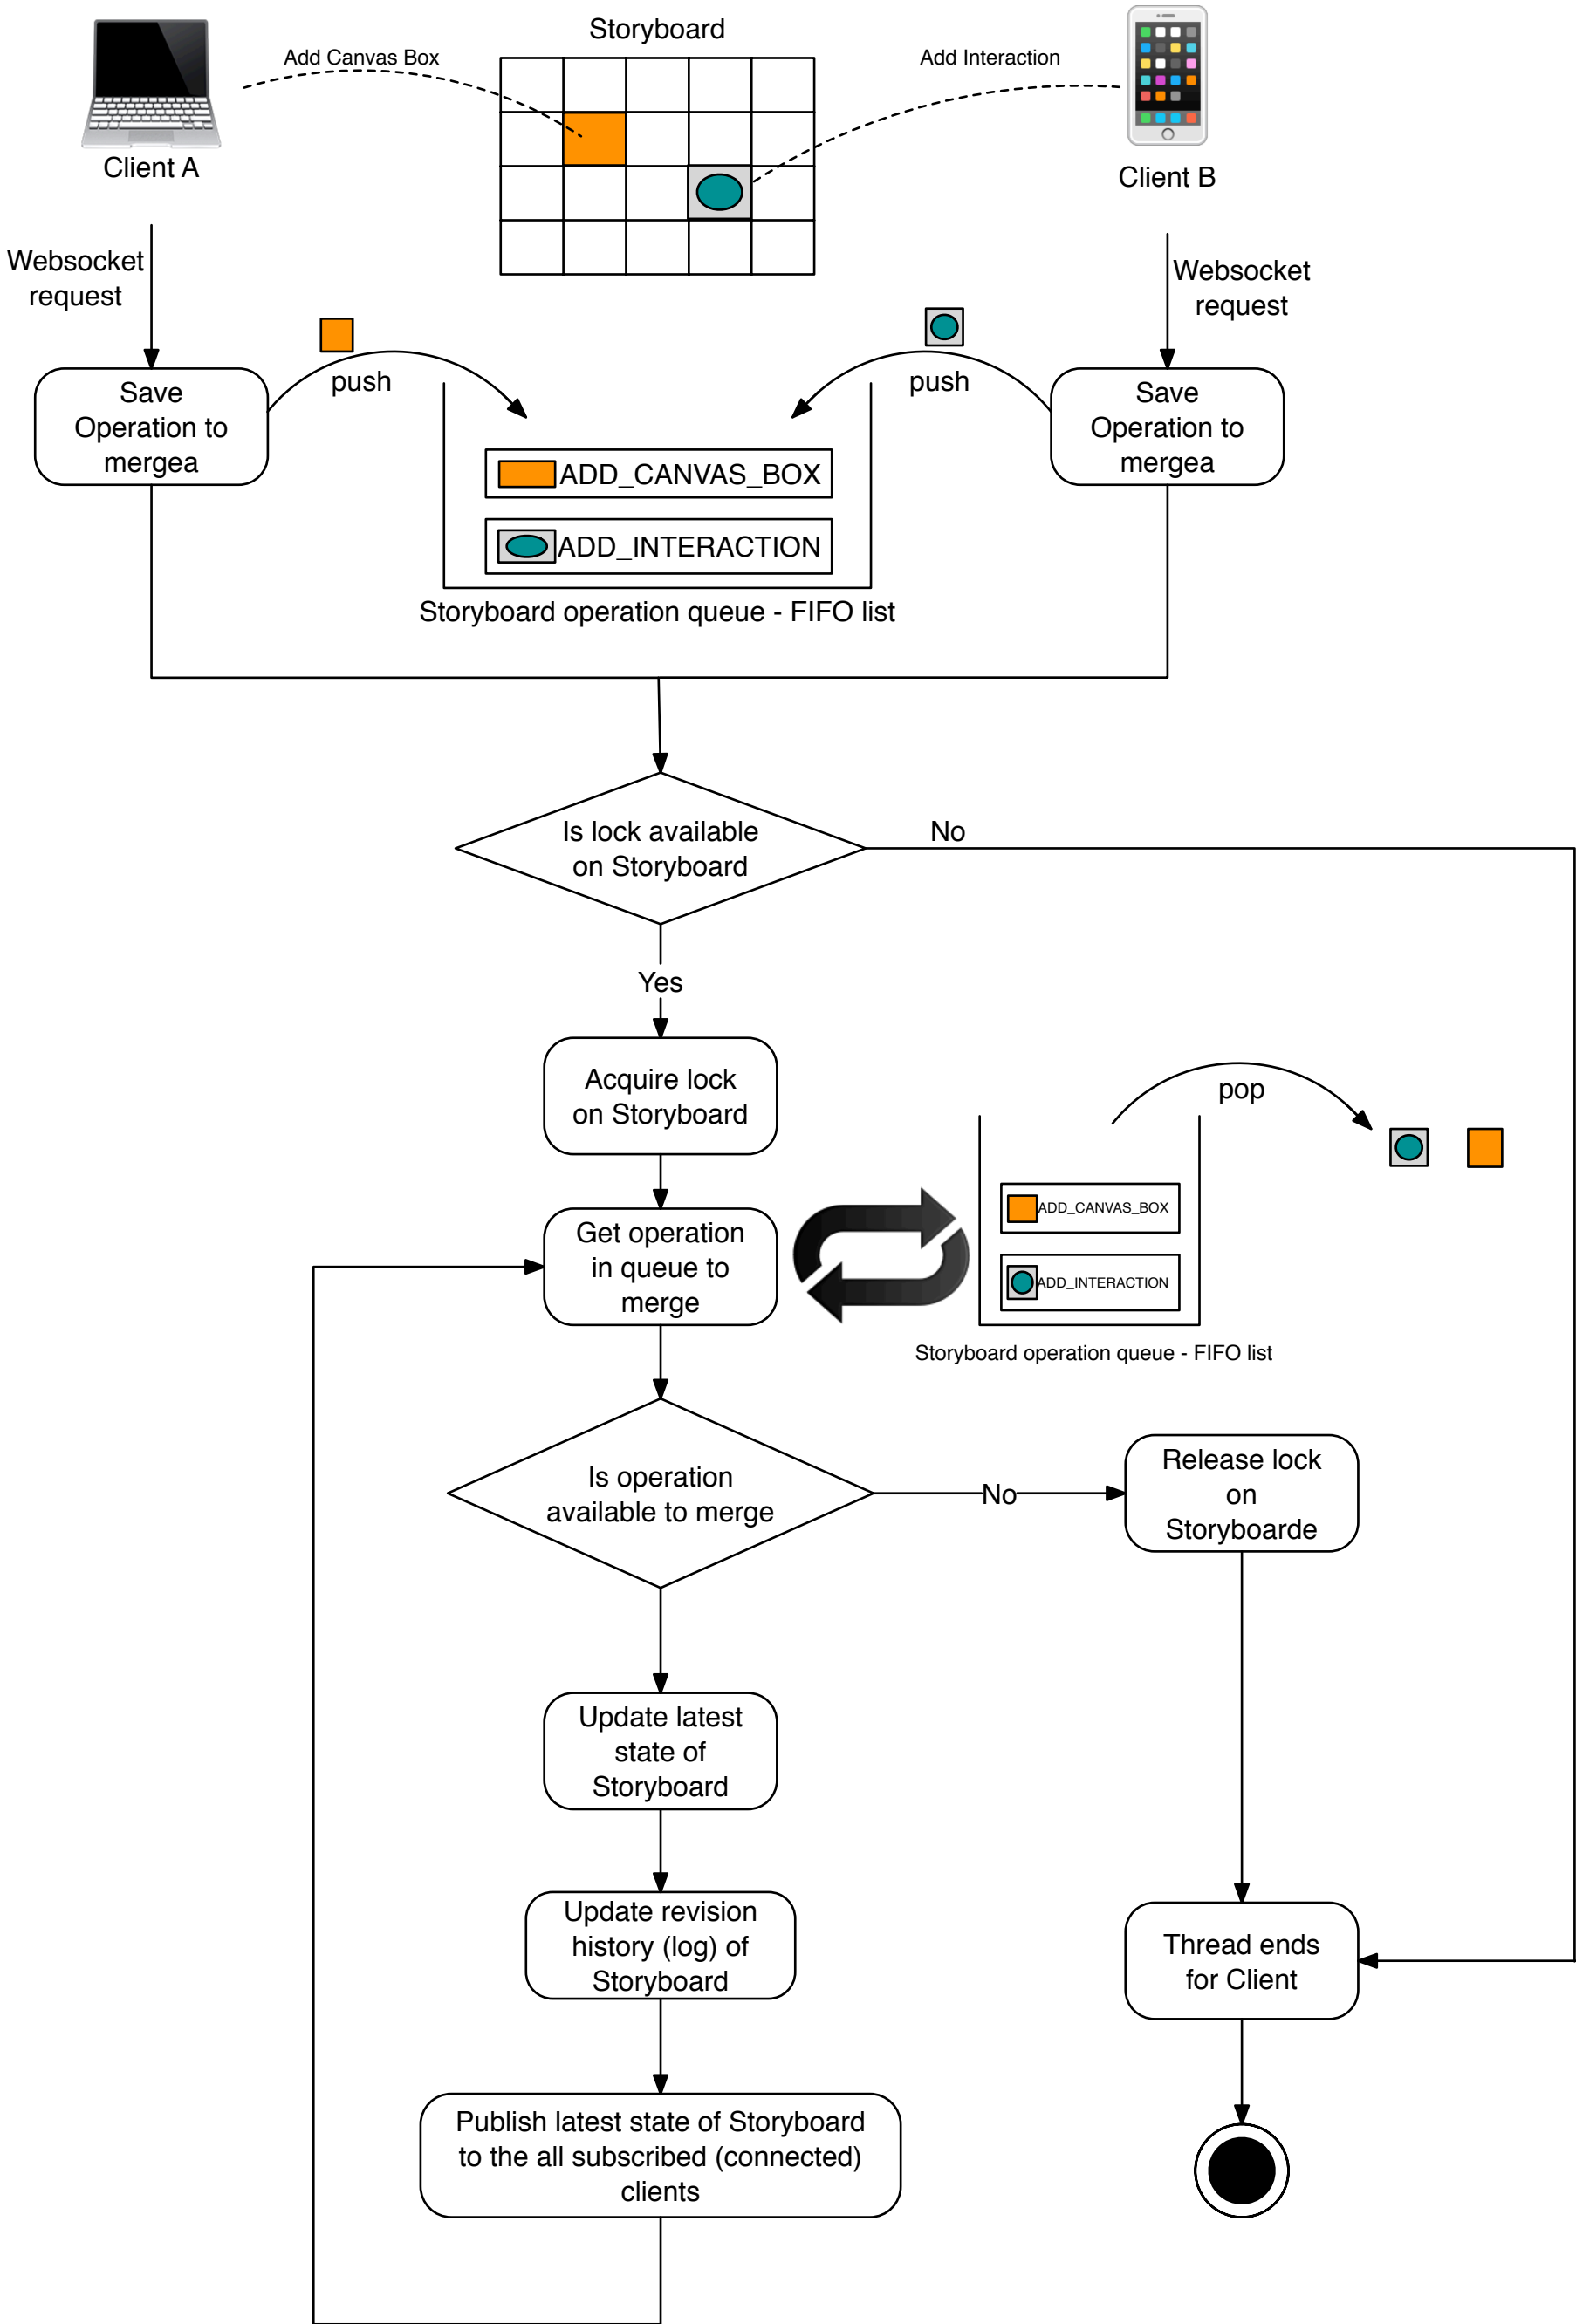 Storyboard
Add Canvas Box
Add Interaction
Client A
Client B
Websocket
request
Websocket
request
push
push
Save
Operation to
mergea
Save
Operation to
mergea
ADD_CANVAS_BOX
ADD_INTERACTION
Storyboard operation queue - FIFO list
Is lock available
on Storyboard
No
Yes
Acquire lock
on Storyboard
pop
Get operation
in queue to
merge
ADD_CANVAS_BOX
ADD_INTERACTION
Storyboard operation queue - FIFO list
Is operation
available to merge
No
Release lock
on
Storyboarde
Update latest
state of
Storyboard
Update revision
history (log) of
Storyboard
Thread ends
for Client
Publish latest state of Storyboard
to the all subscribed (connected)
clients